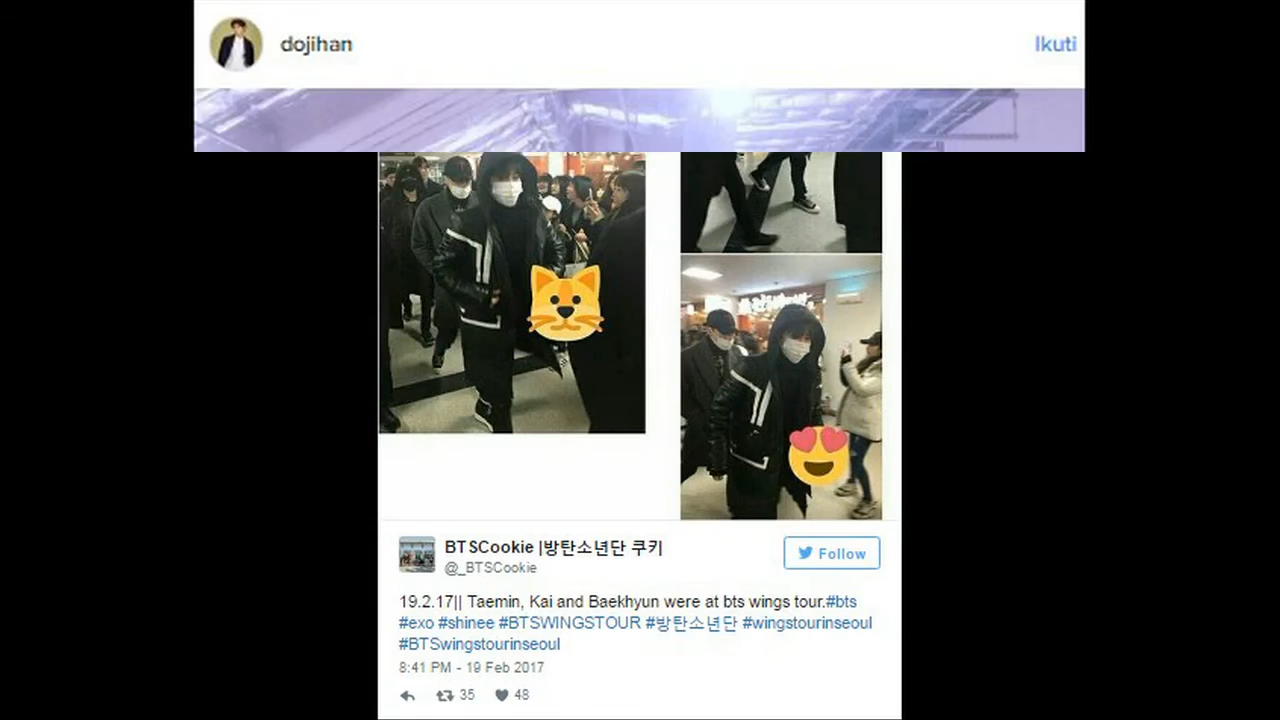 dojihan
Ikuti
BTSCookie |방탄소년단 쿠키
Follow
@_BTSCookie
19.2.17|| Taemin, Kai and Baekhyun were at bts wings tour.#bts
#exo #shinee #BTSWINGSTOUR #방탄소년단 #wingstourinseoul
#BTSwingstourinseoul
8:41 PM - 19 Feb 2017
35
48